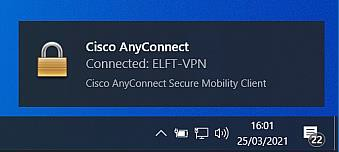 Cisco AnyConnect
Connected: ELFT-VPN
Cisco AnyConnect Secure Mobility Client
16:01
25/03/2021
22